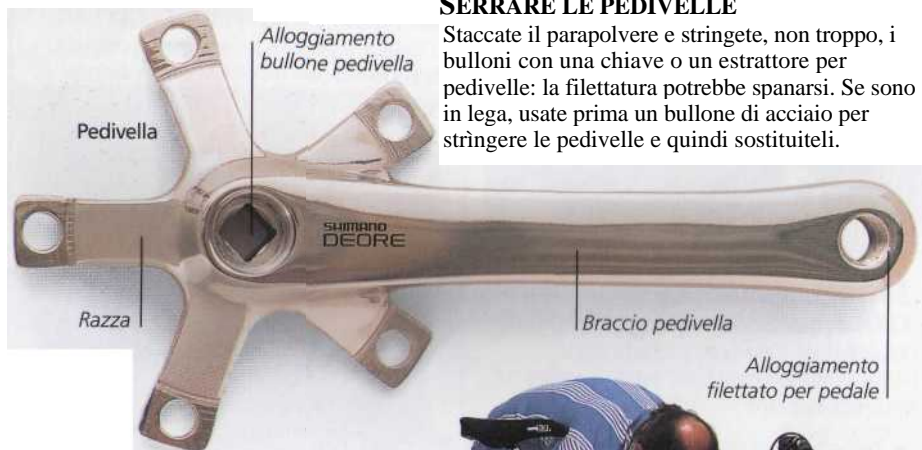 SERRARE LE PEDIVELLE
Staccate il parapolvere e stringete, non troppo, i
bulloni con una chiave o un estrattore per
pedivelle: la filettatura potrebbe spanarsi. Se sono
in lega, usate prima un bullone di acciaio per
strìngere le pedivelle e quindi sostituiteli.
Alloggiamento
bullone pedivella
Pedivella
SHIMANO
DEORE
Razza
Braccio pedivella
Alloggiamento
filettato per pedale